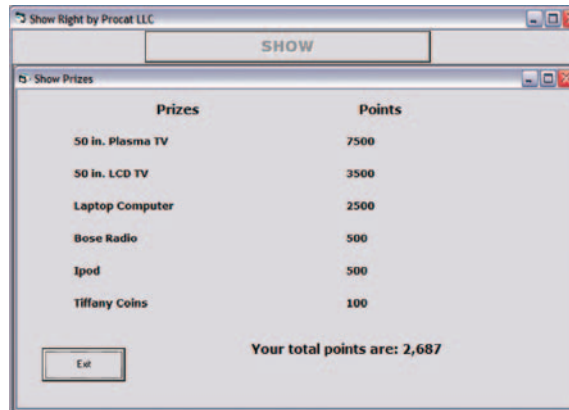 Show Right by Procat LLC
SHOW
Show Prizes
Prizes Points
50 in. Plasma TV 7500
50 in. LCD TV 3500
Laptop Computer 2500
Bose Radio 500
Ipod 500
Tiffany Coins 100
Your total points are: 2,687
Exit